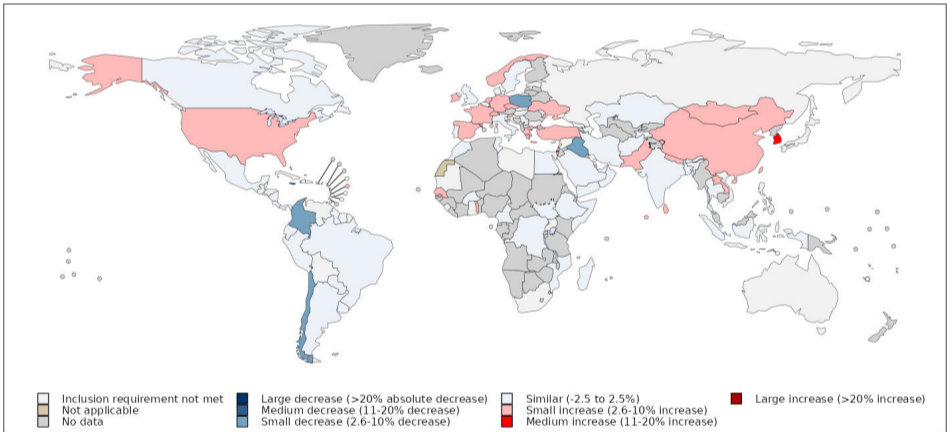 Inclusion requirement not met
Not applicable
No data
Large decrease (>20% absolute decrease)
Medium decrease (11-20% decrease)
Small decrease (2.6-10% decrease)
Similar (-2.5 to 2.5%)
Small increase (2.6-10% increase)
Medium increase (11-20% increase)
Large increase (>20% increase)